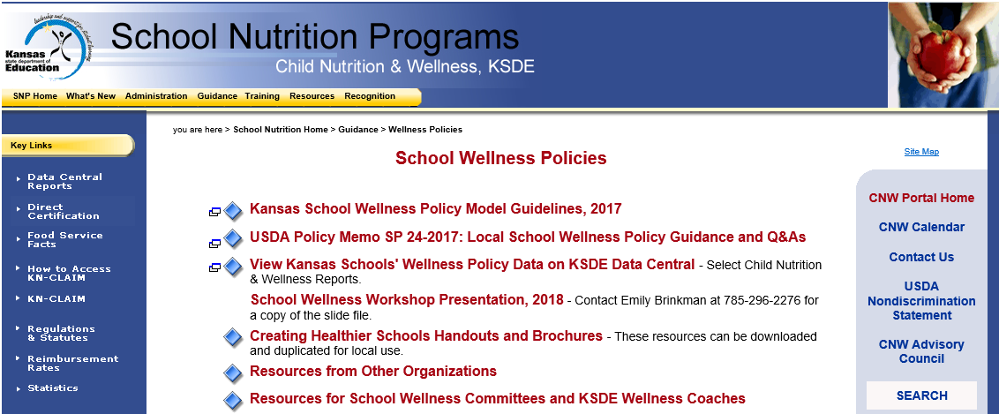 leadership and support for student learning
Kansas
state department of
Education
School Nutrition Programs
Child Nutrition & Wellness, KSDE
SNP Home What's New Administration Guidance Training Resources Recognition
you are here > School Nutrition Home > Guidance > Wellness Policies
Key Links
Data Central
Reports
Direct
Certification
Food Service
Facts
How to Access
KN-CLAIM
KN-CLAIM
Regulations
& Statutes
Reimbursement
Rates
Statistics
School Wellness Policies
Kansas School Wellness Policy Model Guidelines, 2017
USDA Policy Memo SP 24-2017: Local School Wellness Policy Guidance and Q&As
View Kansas Schools' Wellness Policy Data on KSDE Data Central - Select Child Nutrition
& Wellness Reports.
School Wellness Workshop Presentation, 2018 - Contact Emily Brinkman at 785-296-2276 for
a copy of the slide file.
Creating Healthier Schools Handouts and Brochures - These resources can be downloaded
and duplicated for local use.
Resources from Other Organizations
Resources for School Wellness Committees and KSDE Wellness Coaches
Site Map
CNW Portal Home
CNW Calendar
Contact Us
USDA
Nondiscrimination
Statement
CNW Advisory
Council
SEARCH